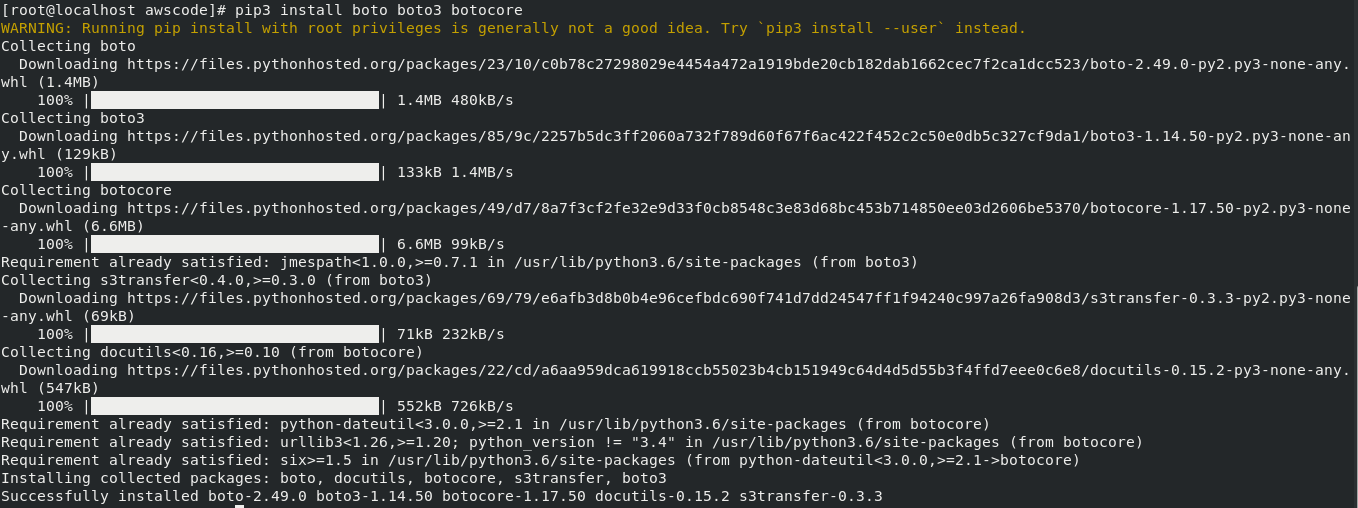 [root@localhost awscode]# pip3 install boto boto3 botocore
WARNING: Running pip install with root privileges is generally not a good idea. Try `pip3 install --user` instead.
Collecting boto
  Downloading https://files.pythonhosted.org/packages/23/10/c0b78c27298029e4454a472a1919bde20cb182dab1662cec7f2ca1dcc523/boto-2.49.0-py2.py3-none-any.
whl (1.4MB)
    100% |████████████████████████████████| 1.4MB 480kB/s
Collecting boto3
  Downloading https://files.pythonhosted.org/packages/85/9c/2257b5dc3ff2060a732f789d60f67f6ac422f452c2c50e0db5c327cf9da1/boto3-1.14.50-py2.py3-none-an
y.whl (129kB)
    100% |████████████████████████████████| 133kB 1.4MB/s
Collecting botocore
  Downloading https://files.pythonhosted.org/packages/49/d7/8a7f3cf2fe32e9d33f0cb8548c3e83d68bc453b714850ee03d2606be5370/botocore-1.17.50-py2.py3-none
-any.whl (6.6MB)
    100% |████████████████████████████████| 6.6MB 99kB/s
Requirement already satisfied: jmespath<1.0.0,>=0.7.1 in /usr/lib/python3.6/site-packages (from boto3)
Collecting s3transfer<0.4.0,>=0.3.0 (from boto3)
  Downloading https://files.pythonhosted.org/packages/69/79/e6afb3d8b0b4e96cefbdc690f741d7dd24547ff1f94240c997a26fa908d3/s3transfer-0.3.3-py2.py3-none
-any.whl (69kB)
    100% |████████████████████████████████| 71kB 232kB/s
Collecting docutils<0.16,>=0.10 (from botocore)
  Downloading https://files.pythonhosted.org/packages/22/cd/a6aa959dca619918ccb55023b4cb151949c64d4d5d55b3f4ffd7eee0c6e8/docutils-0.15.2-py3-none-any.
whl (547kB)
    100% |████████████████████████████████| 552kB 726kB/s
Requirement already satisfied: python-dateutil<3.0.0,>=2.1 in /usr/lib/python3.6/site-packages (from botocore)
Requirement already satisfied: urllib3<1.26,>=1.20; python_version != "3.4" in /usr/lib/python3.6/site-packages (from botocore)
Requirement already satisfied: six>=1.5 in /usr/lib/python3.6/site-packages (from python-dateutil<3.0.0,>=2.1->botocore)
Installing collected packages: boto, docutils, botocore, s3transfer, boto3
Successfully installed boto-2.49.0 boto3-1.14.50 botocore-1.17.50 docutils-0.15.2 s3transfer-0.3.3